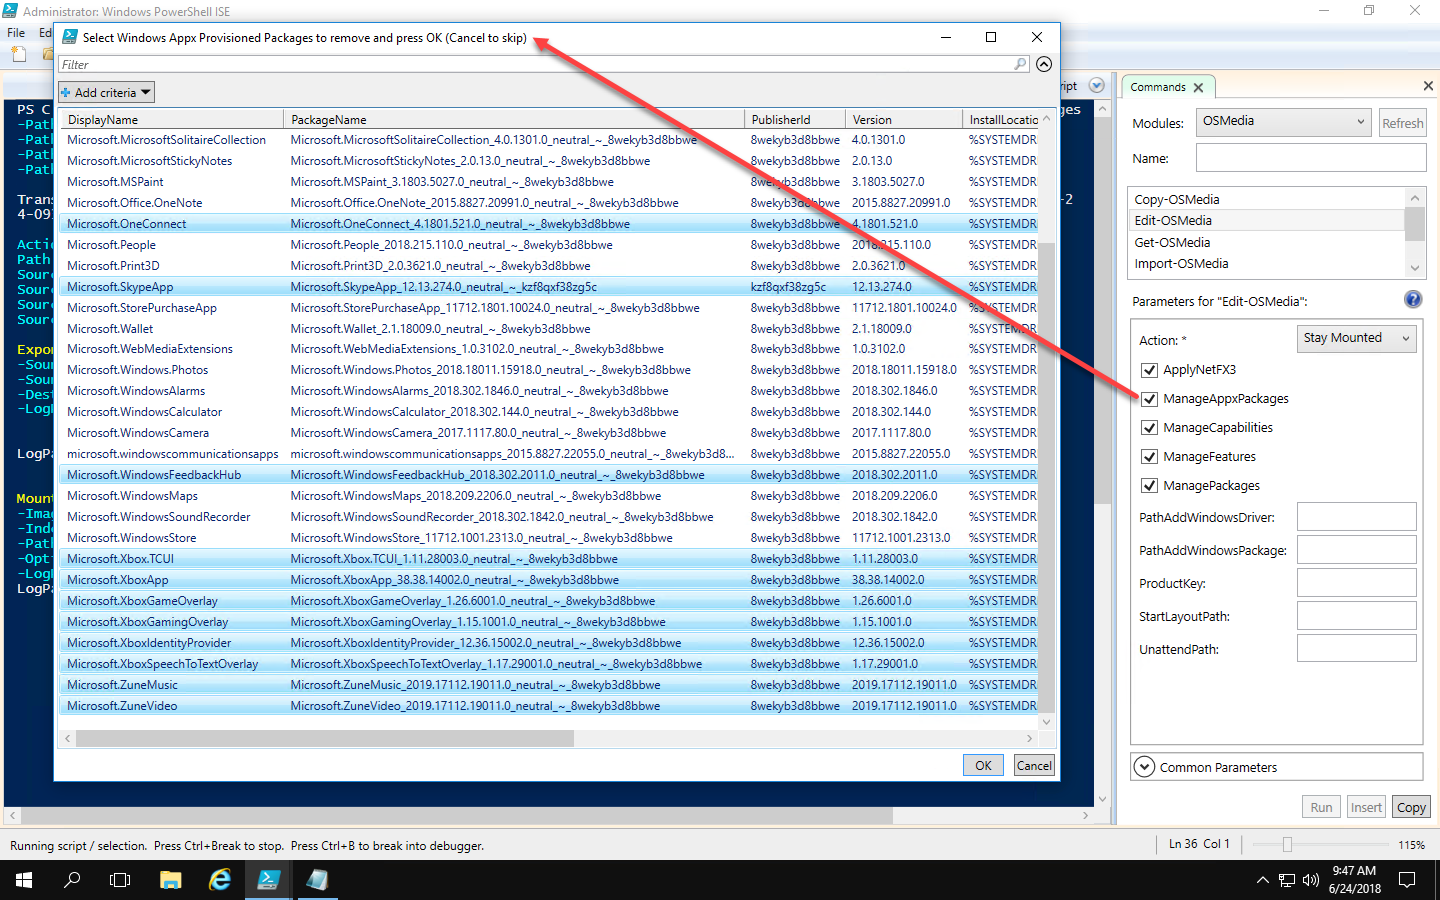 Administrator: Windows PowerShell ISE
File Ed
Select Windows Appx Provisioned Packages to remove and press OK (Cancel to skip)
Filter
Add criteria
DisplayName PackageName PublisherId Version InstallLocatio
Microsoft.MicrosoftSolitaireCollection Microsoft.MicrosoftSolitaireCollection_4.0.1301.0_neutral_~_8wekyb3d8bbwe 8wekyb3d8bbwe 4.0.1301.0 %SYSTEMDR
Microsoft.MicrosoftStickyNotes Microsoft.MicrosoftStickyNotes_2.0.13.0_neutral_~_8wekyb3d8bbwe 8wekyb3d8bbwe 2.0.13.0 %SYSTEMDR
Microsoft.MSPaint Microsoft.MSPaint_3.1803.5027.0_neutral_~_8wekyb3d8bbwe 8wekyb3d8bbwe 3.1803.5027.0 %SYSTEMDR
Microsoft.Office.OneNote Microsoft.Office.OneNote_2015.8827.20991.0_neutral_~_8wekyb3d8bbwe 8wekyb3d8bbwe 2015.8827.20991.0 %SYSTEMDR
Microsoft.OneConnect Microsoft.OneConnect_4.1801.521.0_neutral_~_8wekyb3d8bbwe 8wekyb3d8bbwe 4.1801.521.0 %SYSTEMDR
Microsoft.People Microsoft.People_2018.215.110.0_neutral_~_8wekyb3d8bbwe 8wekyb3d8bbwe 2018.215.110.0 %SYSTEMDR
Microsoft.Print3D Microsoft.Print3D_2.0.3621.0_neutral_~_8wekyb3d8bbwe 8wekyb3d8bbwe 2.0.3621.0 %SYSTEMDR
Microsoft.SkypeApp Microsoft.SkypeApp_12.13.274.0_neutral_~_kzf8qxf38zg5c kzf8qxf38zg5c 12.13.274.0 %SYSTEMDR
Microsoft.StorePurchaseApp Microsoft.StorePurchaseApp_11712.1801.10024.0_neutral_~_8wekyb3d8bbwe 8wekyb3d8bbwe 11712.1801.10024.0 %SYSTEMDR
Microsoft.Wallet Microsoft.Wallet_2.1.18009.0_neutral_~_8wekyb3d8bbwe 8wekyb3d8bbwe 2.1.18009.0 %SYSTEMDR
Microsoft.WebMediaExtensions Microsoft.WebMediaExtensions_1.0.3102.0_neutral_~_8wekyb3d8bbwe 8wekyb3d8bbwe 1.0.3102.0 %SYSTEMDR
Microsoft.Windows.Photos Microsoft.Windows.Photos_2018.18011.15918.0_neutral_~_8wekyb3d8bbwe 8wekyb3d8bbwe 2018.18011.15918.0 %SYSTEMDR
Microsoft.WindowsAlarms Microsoft.WindowsAlarms_2018.302.1846.0_neutral_~_8wekyb3d8bbwe 8wekyb3d8bbwe 2018.302.1846.0 %SYSTEMDR
Microsoft.WindowsCalculator Microsoft.WindowsCalculator_2018.302.144.0_neutral_~_8wekyb3d8bbwe 8wekyb3d8bbwe 2018.302.144.0 %SYSTEMDR
Microsoft.WindowsCamera Microsoft.WindowsCamera_2017.1117.80.0_neutral_~_8wekyb3d8bbwe 8wekyb3d8bbwe 2017.1117.80.0 %SYSTEMDR
microsoft.windowscommunicationsapps microsoft.windowscommunicationsapps_2015.8827.22055.0_neutral_~_8wekyb3d8... 8wekyb3d8bbwe 2015.8827.22055.0 %SYSTEMDR
Microsoft.WindowsFeedbackHub Microsoft.WindowsFeedbackHub_2018.302.2011.0_neutral_~_8wekyb3d8bbwe 8wekyb3d8bbwe 2018.302.2011.0 %SYSTEMDR
Microsoft.WindowsMaps Microsoft.WindowsMaps_2018.209.2206.0_neutral_~_8wekyb3d8bbwe 8wekyb3d8bbwe 2018.209.2206.0 %SYSTEMDR
Microsoft.WindowsSoundRecorder Microsoft.WindowsSoundRecorder_2018.302.1842.0_neutral_~_8wekyb3d8bbwe 8wekyb3d8bbwe 2018.302.1842.0 %SYSTEMDR
Microsoft.WindowsStore Microsoft.WindowsStore_11712.1001.2313.0_neutral_~_8wekyb3d8bbwe 8wekyb3d8bbwe 11712.1001.2313.0 %SYSTEMDR
Microsoft.Xbox.TCUI Microsoft.Xbox.TCUI_1.11.28003.0_neutral_~_8wekyb3d8bbwe 8wekyb3d8bbwe 1.11.28003.0 %SYSTEMDR
Microsoft.XboxApp Microsoft.XboxApp_38.38.14002.0_neutral_~_8wekyb3d8bbwe 8wekyb3d8bbwe 38.38.14002.0 %SYSTEMDR
Microsoft.XboxGameOverlay Microsoft.XboxGameOverlay_1.26.6001.0_neutral_~_8wekyb3d8bbwe 8wekyb3d8bbwe 1.26.6001.0 %SYSTEMDR
Microsoft.XboxGamingOverlay Microsoft.XboxGamingOverlay_1.15.1001.0_neutral_~_8wekyb3d8bbwe 8wekyb3d8bbwe 1.15.1001.0 %SYSTEMDR
Microsoft.XboxIdentityProvider Microsoft.XboxIdentityProvider_12.36.15002.0_neutral_~_8wekyb3d8bbwe 8wekyb3d8bbwe 12.36.15002.0 %SYSTEMDR
Microsoft.XboxSpeechToTextOverlay Microsoft.XboxSpeechToTextOverlay_1.17.29001.0_neutral_~_8wekyb3d8bbwe 8wekyb3d8bbwe 1.17.29001.0 %SYSTEMDR
Microsoft.ZuneMusic Microsoft.ZuneMusic_2019.17112.19011.0_neutral_~_8wekyb3d8bbwe 8wekyb3d8bbwe 2019.17112.19011.0 %SYSTEMDR
Microsoft.ZuneVideo Microsoft.ZuneVideo_2019.17112.19011.0_neutral_~_8wekyb3d8bbwe 8wekyb3d8bbwe 2019.17112.19011.0 %SYSTEMDR
OK Cancel
ript
PS C ges
-Pat
-Pat
-Pat
-Pat
Trans -2
4-09
Actio
Path
Sour
Sour
Sour
Sour
Expor
-Sou
-Sou
-Dest
-Log
LogPa
Mount
-Ima
-Ind
-Pat
-Opt
-Log
LogPa
Commands
Modules: OSMedia Refresh
Name:
Copy-OSMedia
Edit-OSMedia
Get-OSMedia
Import-OSMedia
Parameters for "Edit-OSMedia":
Action: * Stay Mounted
ApplyNetFX3
ManageAppxPackages
ManageCapabilities
ManageFeatures
ManagePackages
PathAddWindowsDriver:
PathAddWindowsPackage:
ProductKey:
StartLayoutPath:
UnattendPath:
Common Parameters
Run Insert Copy
Running script / selection. Press Ctrl+Break to stop. Press Ctrl+B to break into debugger.
Ln 36 Col 1 115%
9:47 AM
6/24/2018